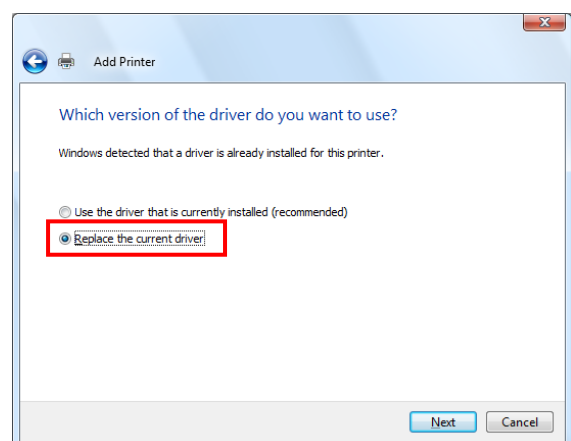 Add Printer
Which version of the driver do you want to use?
Windows detected that a driver is already installed for this printer.
Use the driver that is currently installed (recommended)
Replace the current driver
Next Cancel